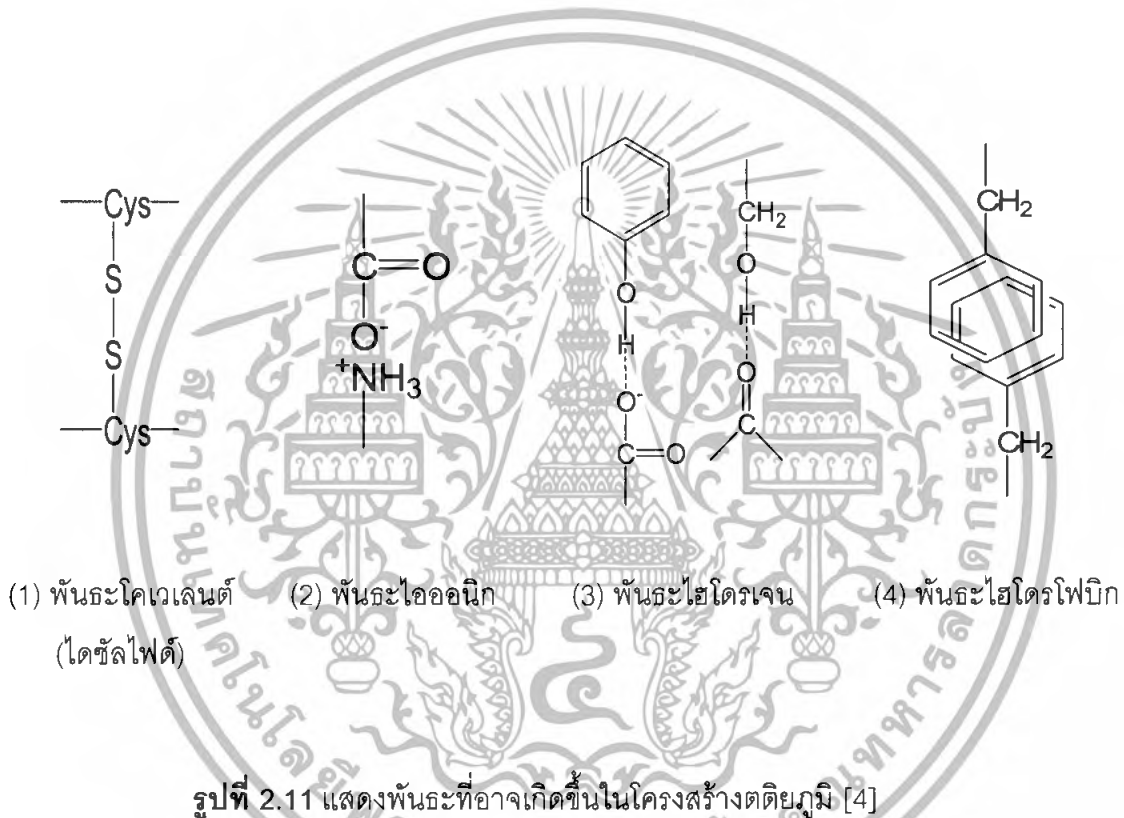 Cys
S
S
Cys
C=O
O-
+NH3
O
H
O-
C=O
CH2
O
H
O
C
CH2
CH2
(1) พันธะโคเวเลนต์ (2) พันธะไอออนิก (3) พันธะไฮโดรเจน (4) พันธะไฮโดรโฟบิก
(ไดซัลไฟด์)
รูปที่ 2.11 แสดงพันธะที่อาจเกิดขึ้นในโครงสร้างตติยภูมิ [4]